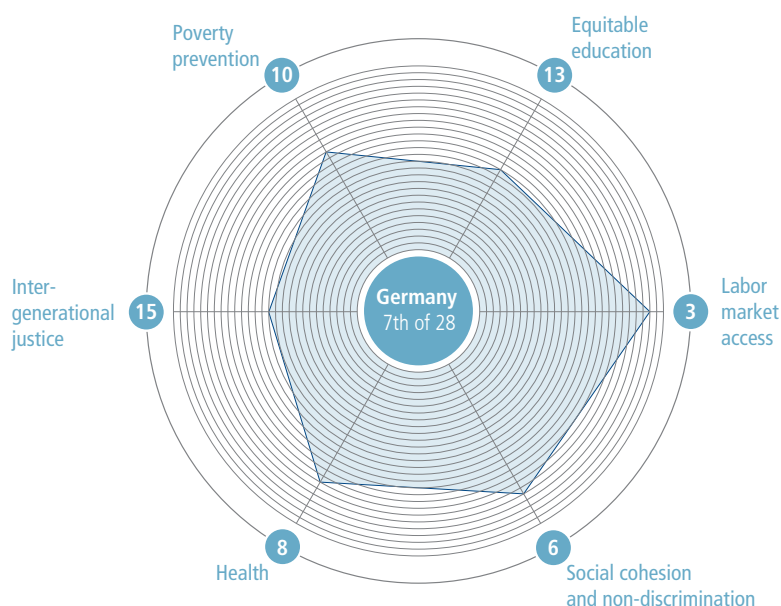 Poverty
prevention
10
Equitable
education
13
Inter-
generational
justice
15
Germany
7th of 28
3
Labor
market
access
8
Health
6
Social cohesion
and non-discrimination